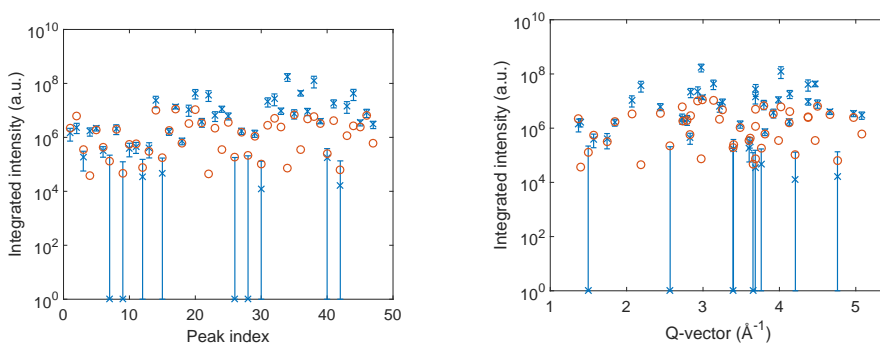 10^10
10^8
10^6
10^4
10^2
10^0
Integrated intensity (a.u.)
0 10 20 30 40 50
Peak index
10^10
10^8
10^6
10^4
10^2
10^0
Integrated intensity (a.u.)
1 2 3 4 5
Q-vector (Å^-1)